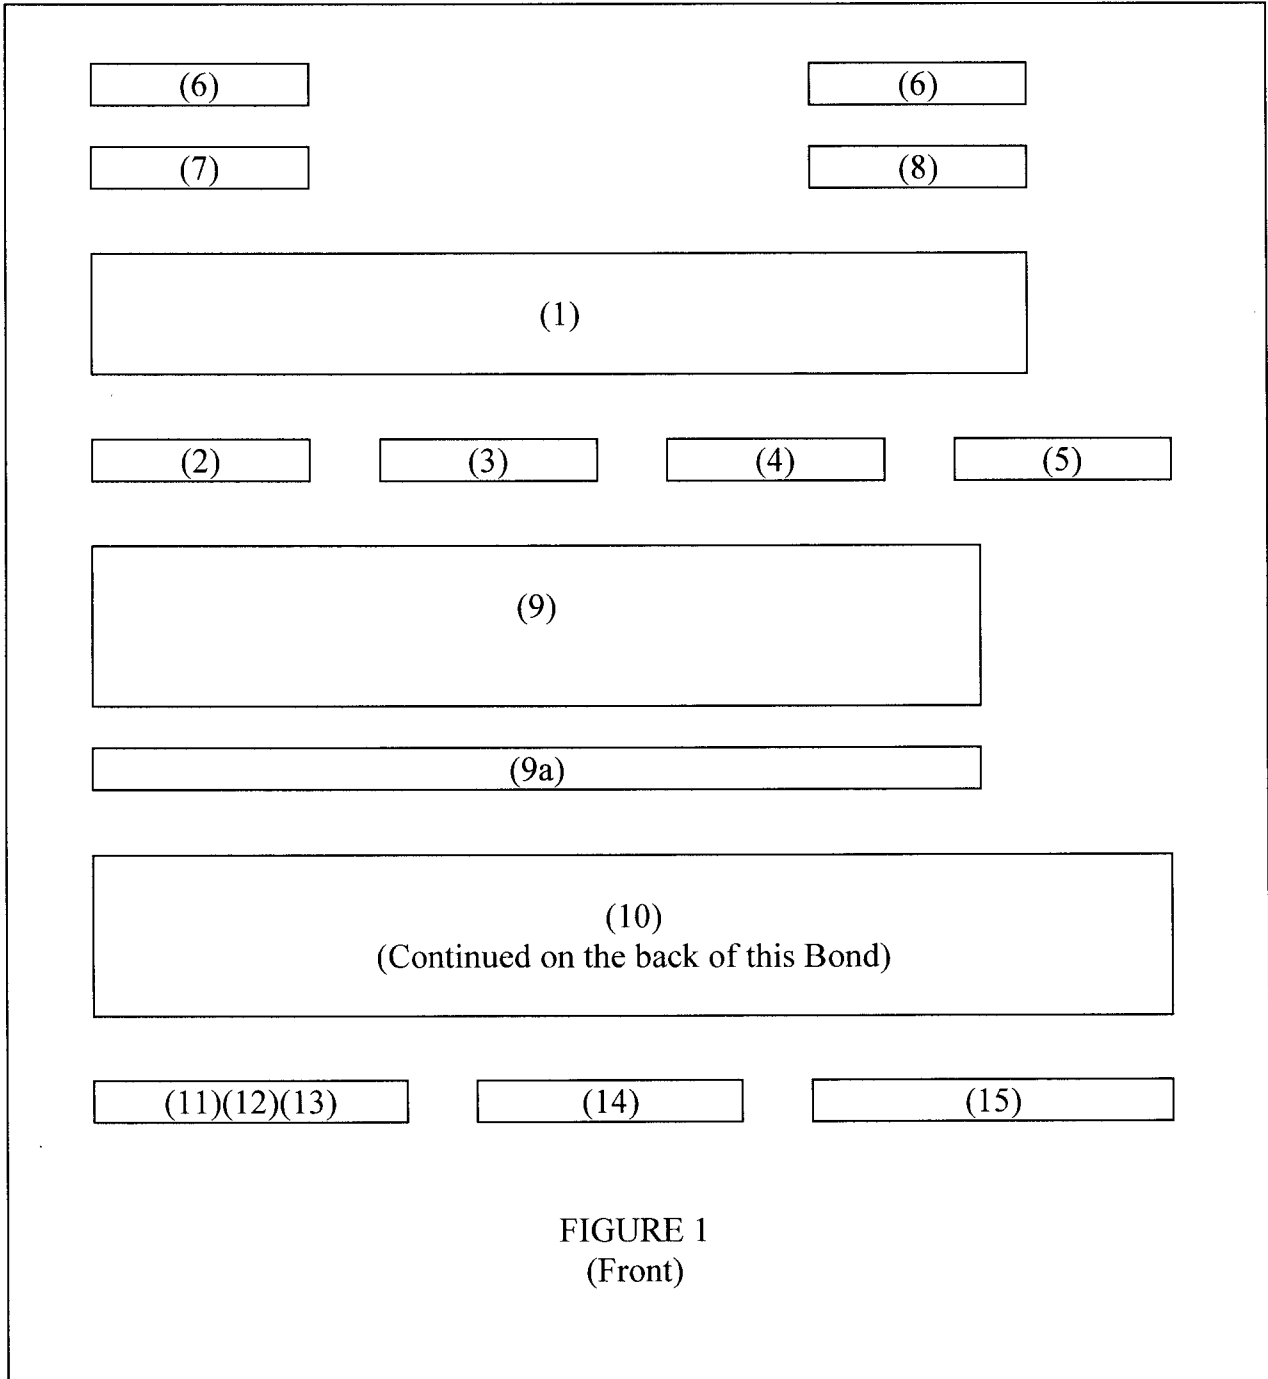 (6) (6)
(7) (8)
(1)
(2) (3) (4) (5)
(9)
(9a)
(10)
(Continued on the back of this Bond)
(11)(12)(13) (14) (15)
FIGURE 1
(Front)